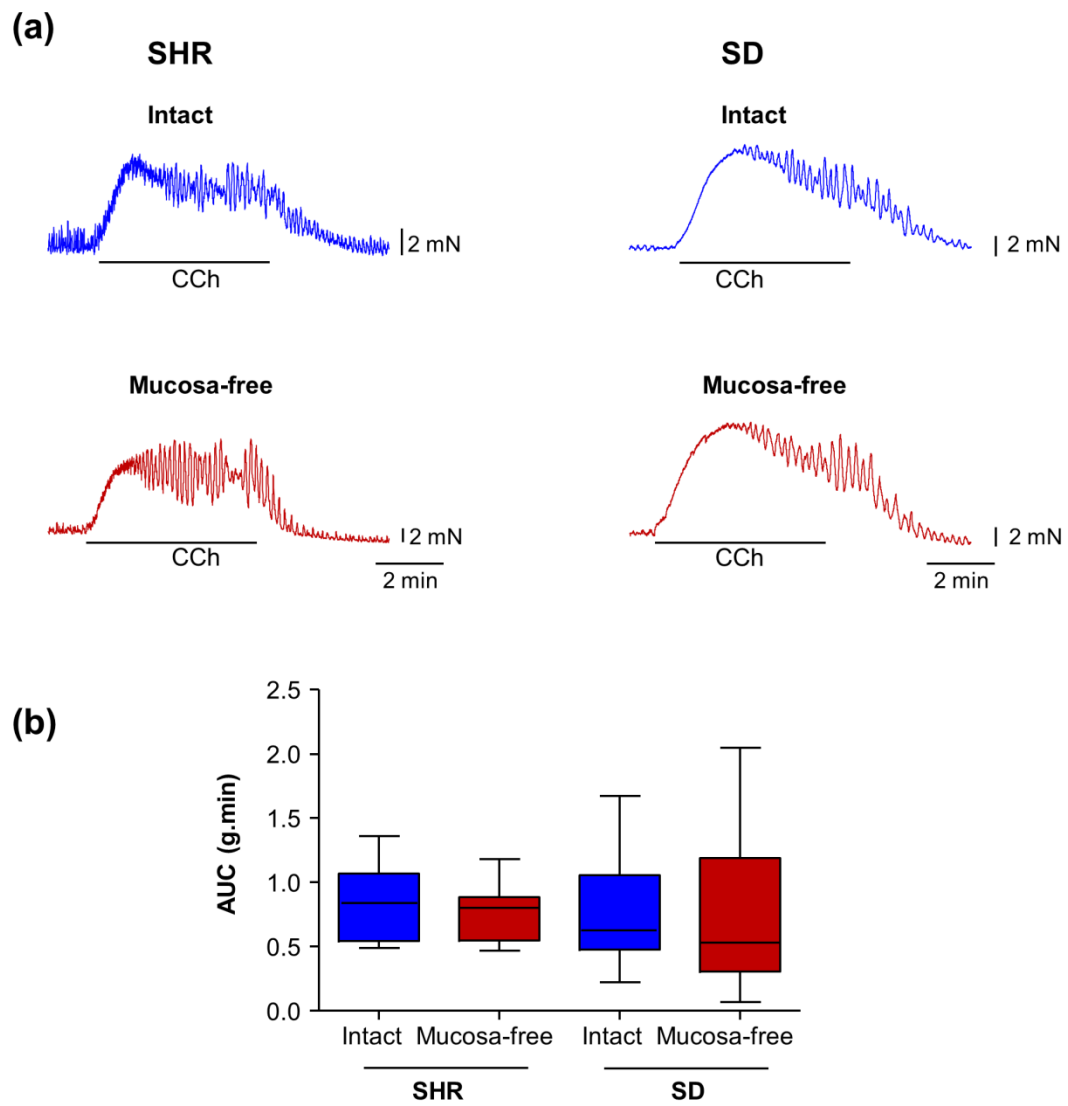 (a)
SHR SD
Intact Intact
2 mN 2 mN
CCh CCh
Mucosa-free Mucosa-free
2 mN 2 mN
CCh CCh
2 min 2 min
(b)
AUC (g.min)
2.5
2.0
1.5
1.0
0.5
0.0
Intact Mucosa-free Intact Mucosa-free
SHR SD